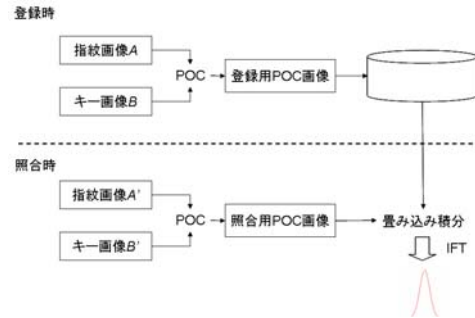 登録時
指紋画像A
POC
登録用POC画像
キー画像B
照合時
指紋画像A'
POC
照合用POC画像
畳み込み積分
キー画像B'
IFT